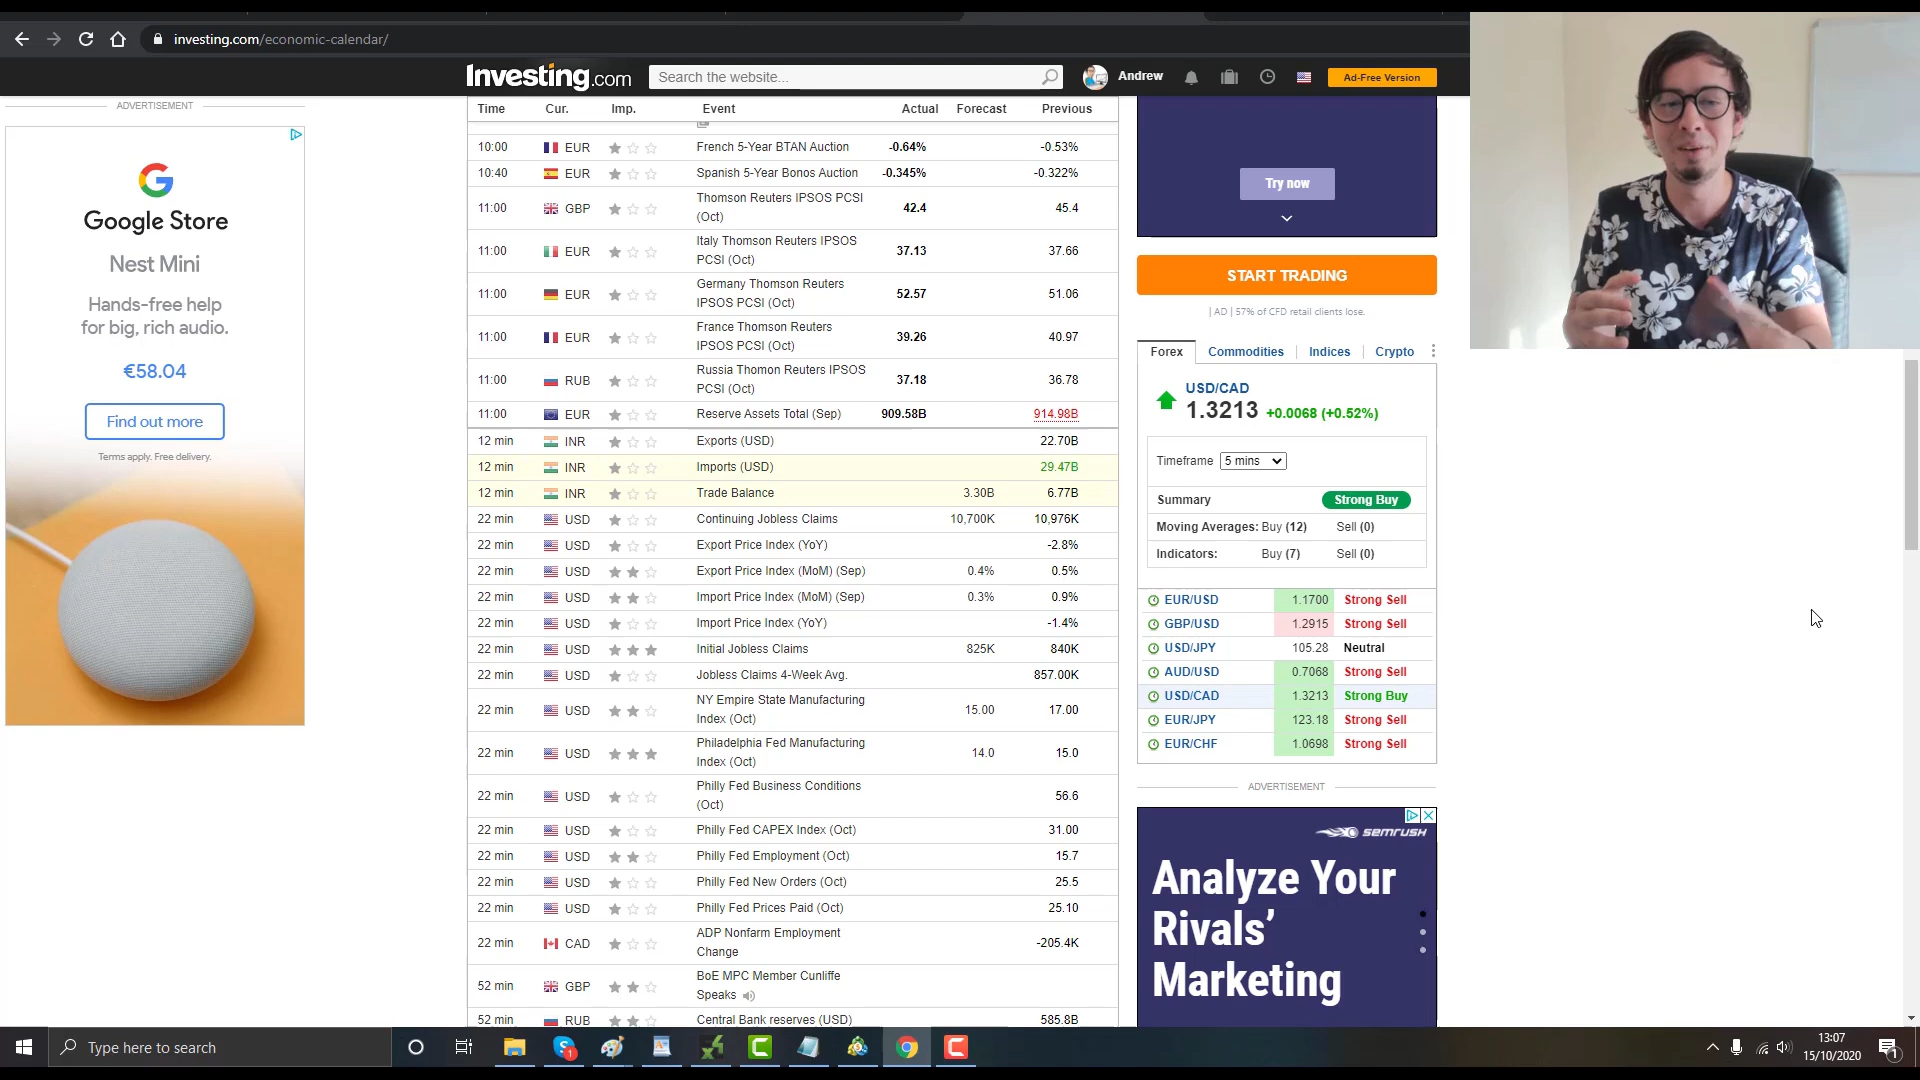 investing.com/economic-calendar/
Investing.com
Search the website...
Andrew
Ad-Free Version
ADVERTISEMENT
Google Store
Nest Mini
Hands-free help
for big, rich audio.
€58.04
Find out more
Terms apply. Free delivery.
Time Cur. Imp. Event Actual Forecast Previous
10:00 EUR French 5-Year BTAN Auction -0.64% -0.53%
10:40 EUR Spanish 5-Year Bonos Auction -0.345% -0.322%
11:00 GBP Thomson Reuters IPSOS PCSI 42.4 45.4
(Oct)
11:00 EUR Italy Thomson Reuters IPSOS 37.13 37.66
PCSI (Oct)
11:00 EUR Germany Thomson Reuters 52.57 51.06
IPSOS PCSI (Oct)
11:00 EUR France Thomson Reuters 39.26 40.97
IPSOS PCSI (Oct)
11:00 RUB Russia Thomon Reuters IPSOS 37.18 36.78
PCSI (Oct)
11:00 EUR Reserve Assets Total (Sep) 909.58B 914.98B
12 min INR Exports (USD) 22.70B
12 min INR Imports (USD) 29.47B
12 min INR Trade Balance 3.30B 6.77B
22 min USD Continuing Jobless Claims 10,700K 10,976K
22 min USD Export Price Index (YoY) -2.8%
22 min USD Export Price Index (MoM) (Sep) 0.4% 0.5%
22 min USD Import Price Index (MoM) (Sep) 0.3% 0.9%
22 min USD Import Price Index (YoY) -1.4%
22 min USD Initial Jobless Claims 825K 840K
22 min USD Jobless Claims 4-Week Avg. 857.00K
22 min USD NY Empire State Manufacturing 15.00 17.00
Index (Oct)
22 min USD Philadelphia Fed Manufacturing 14.0 15.0
Index (Oct)
22 min USD Philly Fed Business Conditions 56.6
(Oct)
22 min USD Philly Fed CAPEX Index (Oct) 31.00
22 min USD Philly Fed Employment (Oct) 15.7
22 min USD Philly Fed New Orders (Oct) 25.5
22 min USD Philly Fed Prices Paid (Oct) 25.10
22 min CAD ADP Nonfarm Employment -205.4K
Change
52 min GBP BoE MPC Member Cunliffe
Speaks
52 min RUB Central Bank reserves (USD) 585.8B
Try now
START TRADING
| AD | 57% of CFD retail clients lose.
Forex Commodities Indices Crypto
USD/CAD
1.3213 +0.0068 (+0.52%)
Timeframe 5 mins
Summary Strong Buy
Moving Averages: Buy (12) Sell (0)
Indicators: Buy (7) Sell (0)
EUR/USD 1.1700 Strong Sell
GBP/USD 1.2915 Strong Sell
USD/JPY 105.28 Neutral
AUD/USD 0.7068 Strong Sell
USD/CAD 1.3213 Strong Buy
EUR/JPY 123.18 Strong Sell
EUR/CHF 1.0698 Strong Sell
ADVERTISEMENT
semrush
Analyze Your
Rivals'
Marketing
Type here to search
13:07
15/10/2020